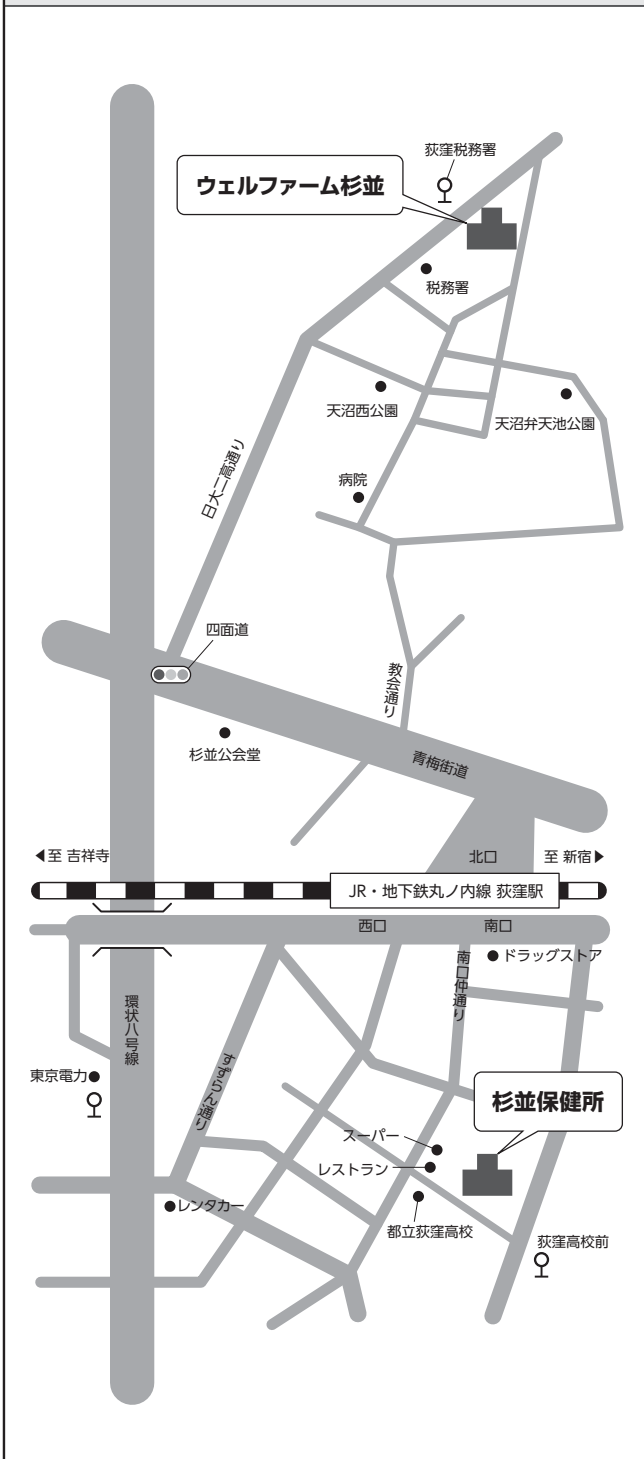 荻窪税務署
ウェルファーム杉並
税務署
天沼西公園
天沼弁天池公園
日大二高通り
病院
四面道
教会通り
杉並公会堂
青梅街道
◀至 吉祥寺
北口
至 新宿▶
JR・地下鉄丸ノ内線 荻窪駅
西口
南口
ドラッグストア
南口仲通り
環状八号線
すずらん通り
東京電力
杉並保健所
スーパー
レストラン
レンタカー
都立荻窪高校
荻窪高校前